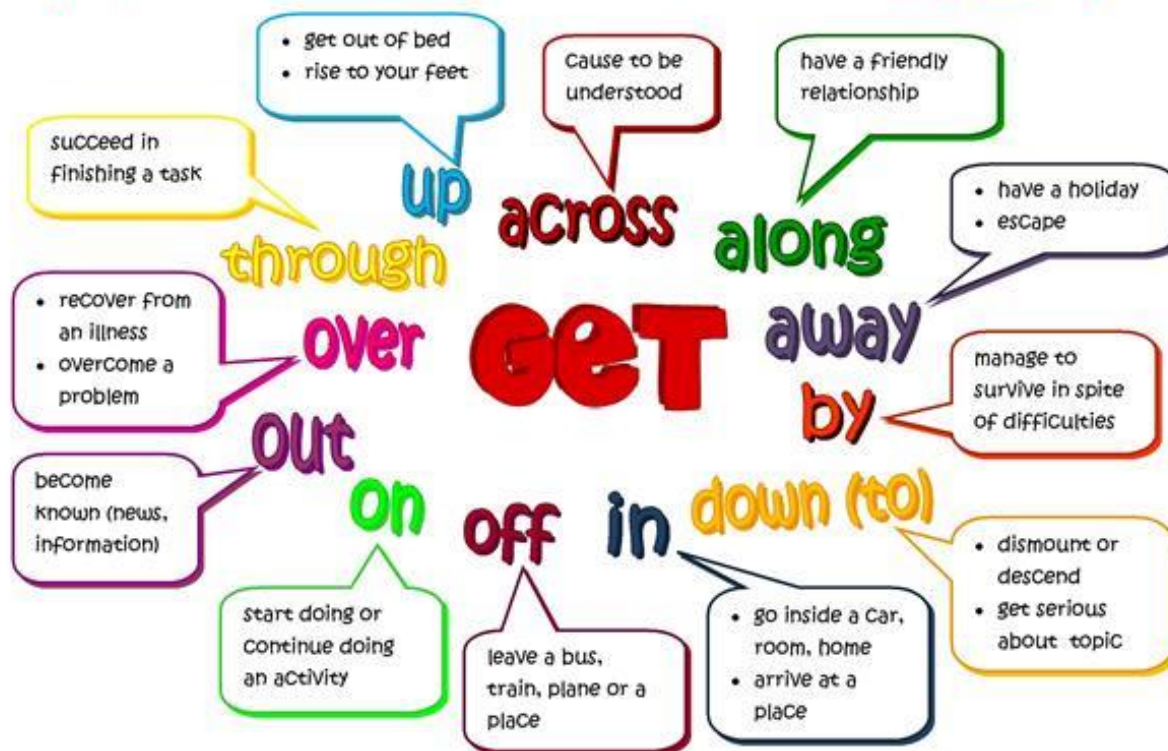 • get out of bed
• rise to your feet
cause to be
understood
have a friendly
relationship
succeed in
finishing a task
up
across
along
• have a holiday
• escape
through
• recover from
an illness
• overcome a
problem
over
GeT
away
manage to
survive in spite
of difficulties
by
out
become
known (news,
information)
on
off
in
down (to)
• dismount or
descend
• get serious
about topic
start doing or
continue doing
an activity
leave a bus,
train, plane or a
place
• go inside a car,
room, home
• arrive at a
place